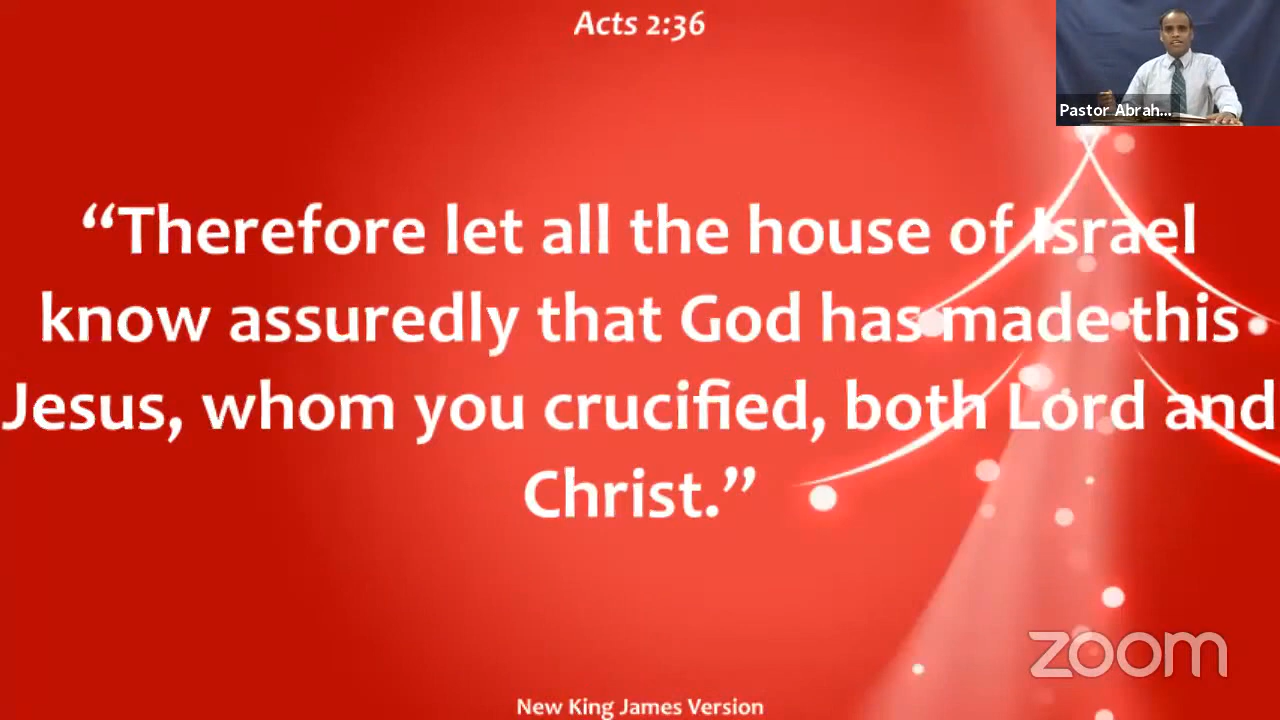 Acts 2:36
Pastor Abrah...
“Therefore let all the house of Israel
know assuredly that God has made this
Jesus, whom you crucified, both Lord and
Christ.”
zoom
New King James Version